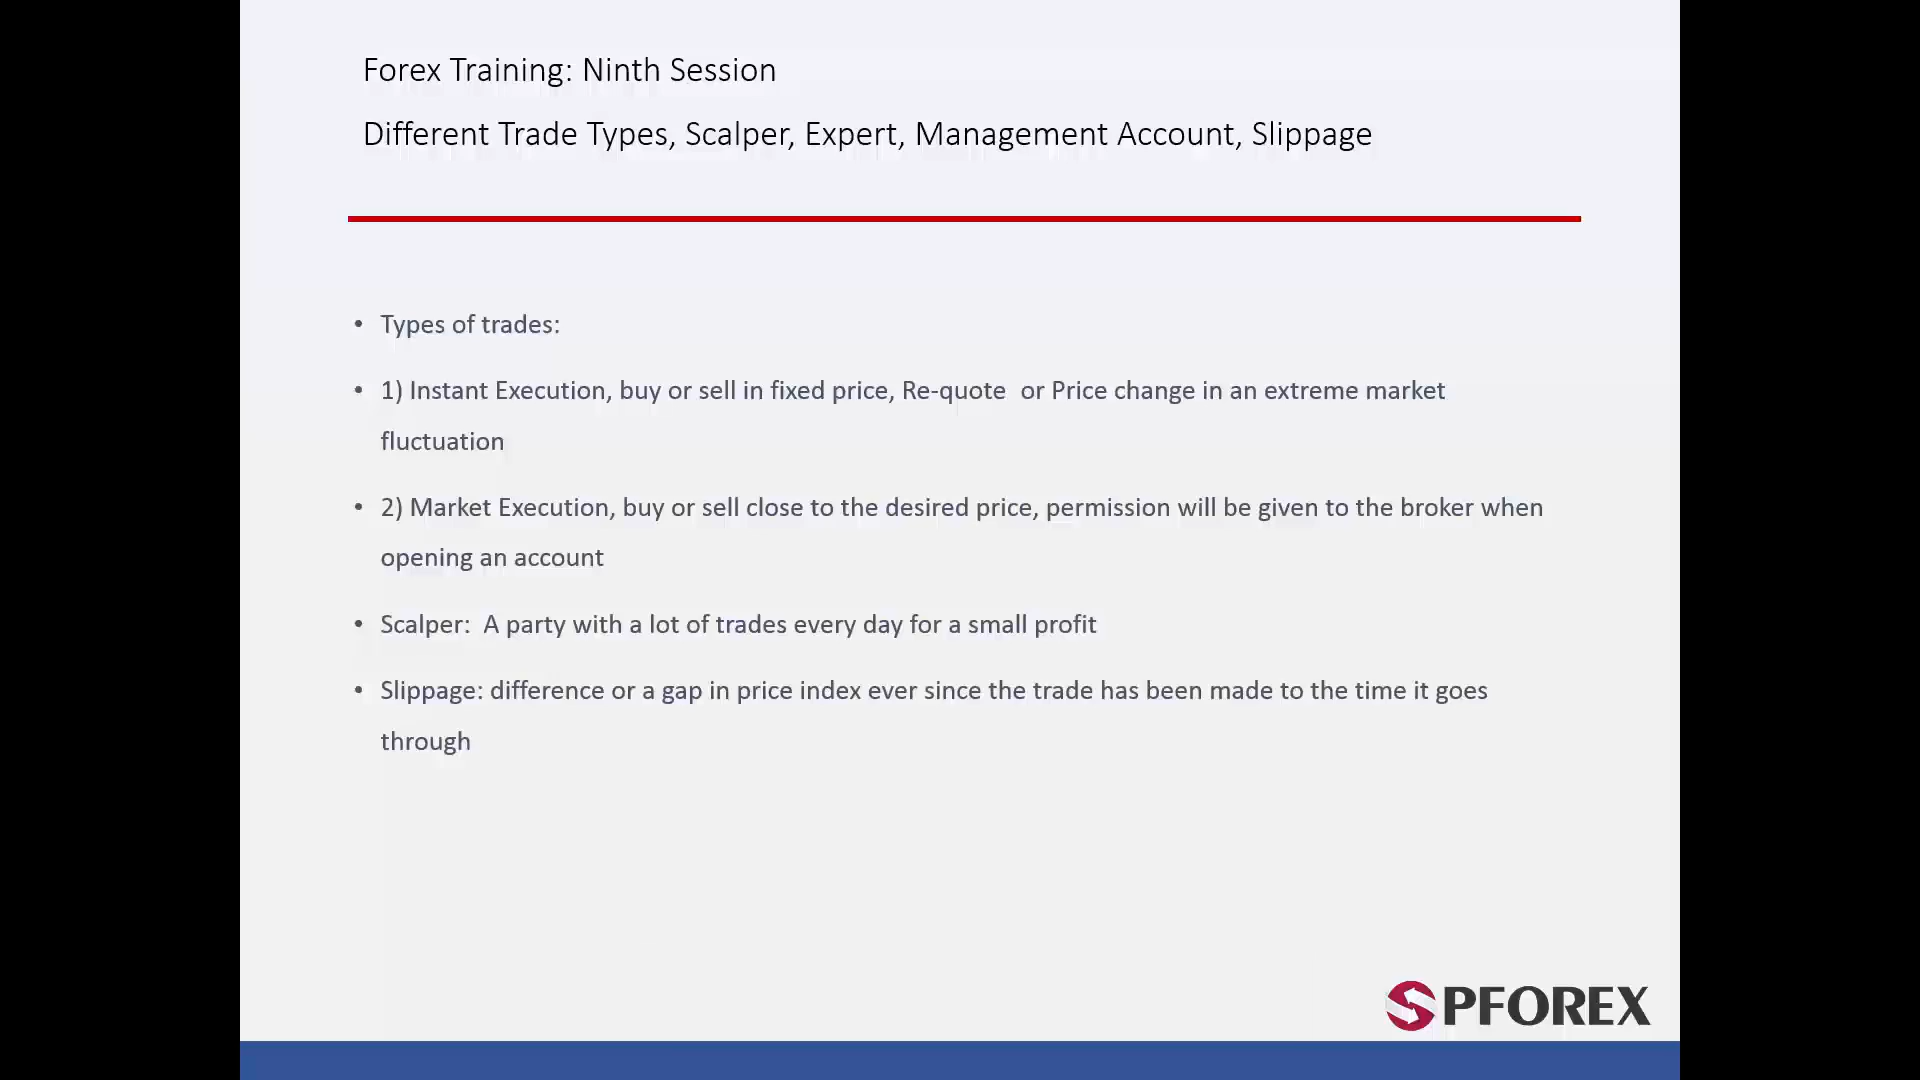 Forex Training: Ninth Session
Different Trade Types, Scalper, Expert, Management Account, Slippage
• Types of trades:
• 1) Instant Execution, buy or sell in fixed price, Re-quote  or Price change in an extreme market
fluctuation
• 2) Market Execution, buy or sell close to the desired price, permission will be given to the broker when
opening an account
• Scalper:  A party with a lot of trades every day for a small profit
• Slippage: difference or a gap in price index ever since the trade has been made to the time it goes
through
SPFOREX